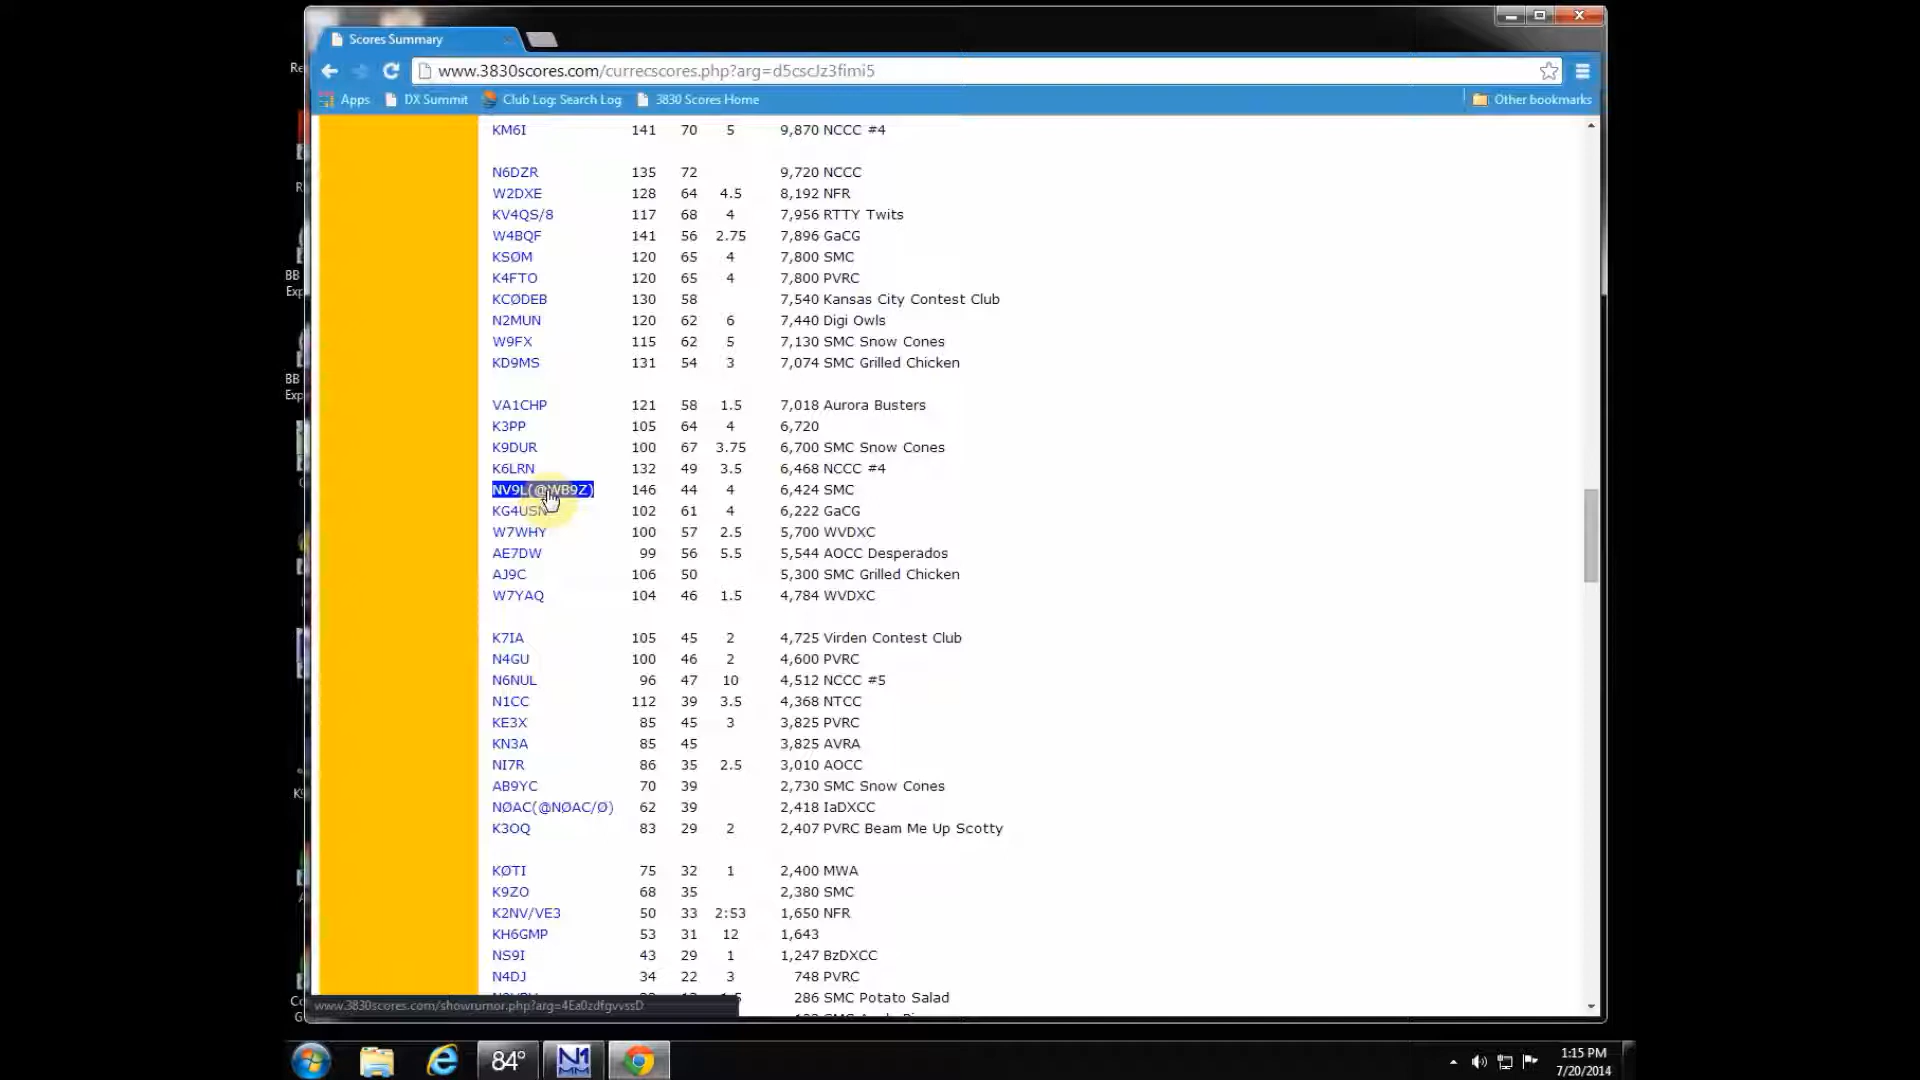 Scores Summary
www.3830scores.com/currecscores.php?arg=d5cscJz3fimi5
Apps DX Summit Club Log: Search Log 3830 Scores Home Other bookmarks
KM6I 141 70 5 9,870 NCCC #4
N6DZR 135 72 9,720 NCCC
W2DXE 128 64 4.5 8,192 NFR
KV4QS/8 117 68 4 7,956 RTTY Twits
W4BQF 141 56 2.75 7,896 GaCG
KSØM 120 65 4 7,800 SMC
K4FTO 120 65 4 7,800 PVRC
KCØDEB 130 58 7,540 Kansas City Contest Club
N2MUN 120 62 6 7,440 Digi Owls
W9FX 115 62 5 7,130 SMC Snow Cones
KD9MS 131 54 3 7,074 SMC Grilled Chicken
VA1CHP 121 58 1.5 7,018 Aurora Busters
K3PP 105 64 4 6,720
K9DUR 100 67 3.75 6,700 SMC Snow Cones
K6LRN 132 49 3.5 6,468 NCCC #4
NV9L(@WB9Z) 146 44 4 6,424 SMC
KG4USN 102 61 4 6,222 GaCG
W7WHY 100 57 2.5 5,700 WVDXC
AE7DW 99 56 5.5 5,544 AOCC Desperados
AJ9C 106 50 5,300 SMC Grilled Chicken
W7YAQ 104 46 1.5 4,784 WVDXC
K7IA 105 45 2 4,725 Virden Contest Club
N4GU 100 46 2 4,600 PVRC
N6NUL 96 47 10 4,512 NCCC #5
N1CC 112 39 3.5 4,368 NTCC
KE3X 85 45 3 3,825 PVRC
KN3A 85 45 3,825 AVRA
NI7R 86 35 2.5 3,010 AOCC
AB9YC 70 39 2,730 SMC Snow Cones
NØAC(@NØAC/Ø) 62 39 2,418 IaDXCC
K3OQ 83 29 2 2,407 PVRC Beam Me Up Scotty
KØTI 75 32 1 2,400 MWA
K9ZO 68 35 2,380 SMC
K2NV/VE3 50 33 2:53 1,650 NFR
KH6GMP 53 31 12 1,643
NS9I 43 29 1 1,247 BzDXCC
N4DJ 34 22 3 748 PVRC
286 SMC Potato Salad
www.3830scores.com/showrumor.php?arg=4Ea0zdfgvvssD
Re
R
BB
Exp
BB
Exp
84°
N1
MM
1:15 PM
7/20/2014